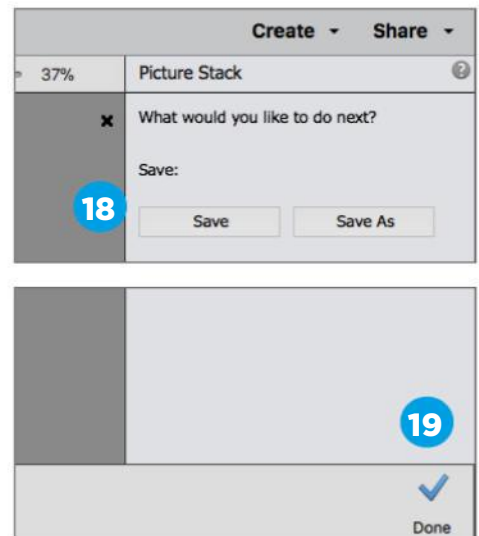 Create Share
37% Picture Stack ?
What would you like to do next?
Save:
18
Save Save As
19
Done